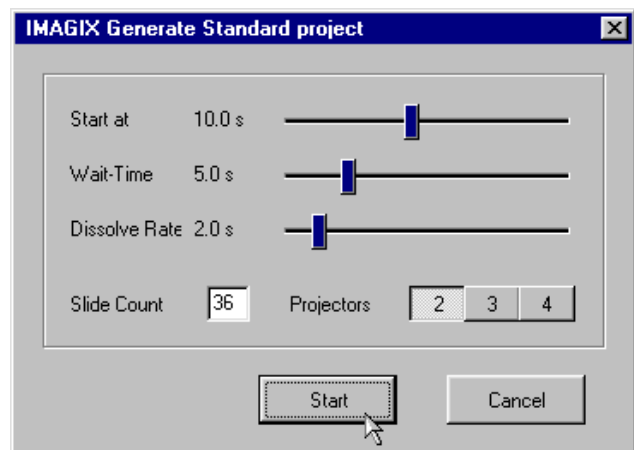 IMAGIX Generate Standard project
Start at 10.0 s
Wait-Time 5.0 s
Dissolve Rate 2.0 s
Slide Count 36 Projectors 2 3 4
Start Cancel